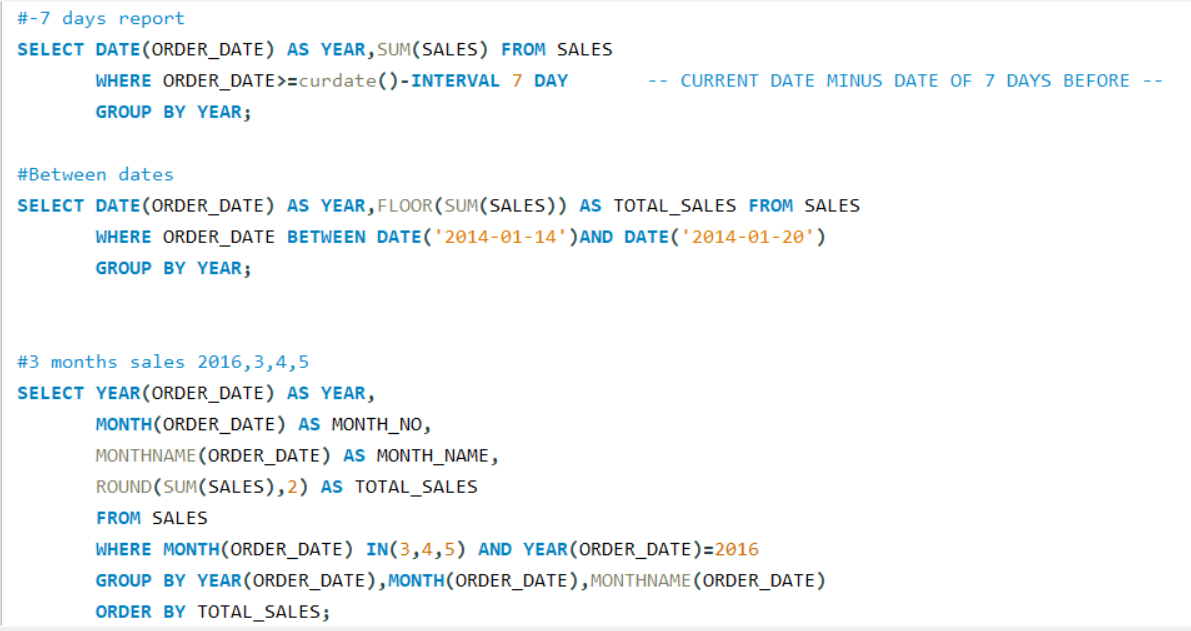 #-7 days report
SELECT DATE(ORDER_DATE) AS YEAR,SUM(SALES) FROM SALES
WHERE ORDER_DATE>=curdate()-INTERVAL 7 DAY -- CURRENT DATE MINUS DATE OF 7 DAYS BEFORE --
GROUP BY YEAR;
#Between dates
SELECT DATE(ORDER_DATE) AS YEAR,FLOOR(SUM(SALES)) AS TOTAL_SALES FROM SALES
WHERE ORDER_DATE BETWEEN DATE('2014-01-14')AND DATE('2014-01-20')
GROUP BY YEAR;
#3 months sales 2016,3,4,5
SELECT YEAR(ORDER_DATE) AS YEAR,
MONTH(ORDER_DATE) AS MONTH_NO,
MONTHNAME(ORDER_DATE) AS MONTH_NAME,
ROUND(SUM(SALES),2) AS TOTAL_SALES
FROM SALES
WHERE MONTH(ORDER_DATE) IN(3,4,5) AND YEAR(ORDER_DATE)=2016
GROUP BY YEAR(ORDER_DATE),MONTH(ORDER_DATE),MONTHNAME(ORDER_DATE)
ORDER BY TOTAL_SALES;